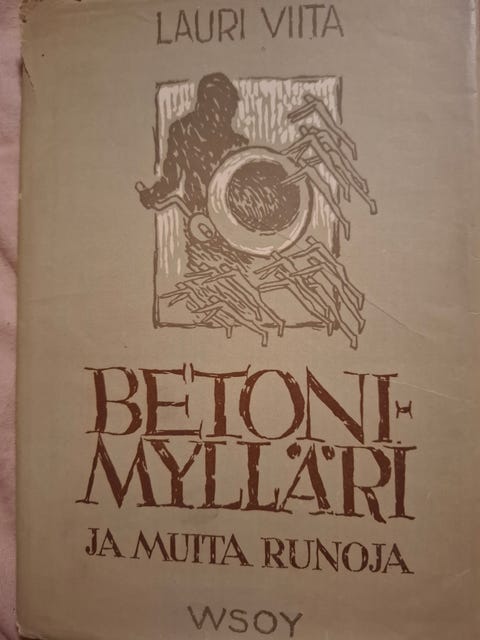 LAURI VIITA
BETONI-
MYLLÄRI
JA MUITA RUNOJA
WSOY